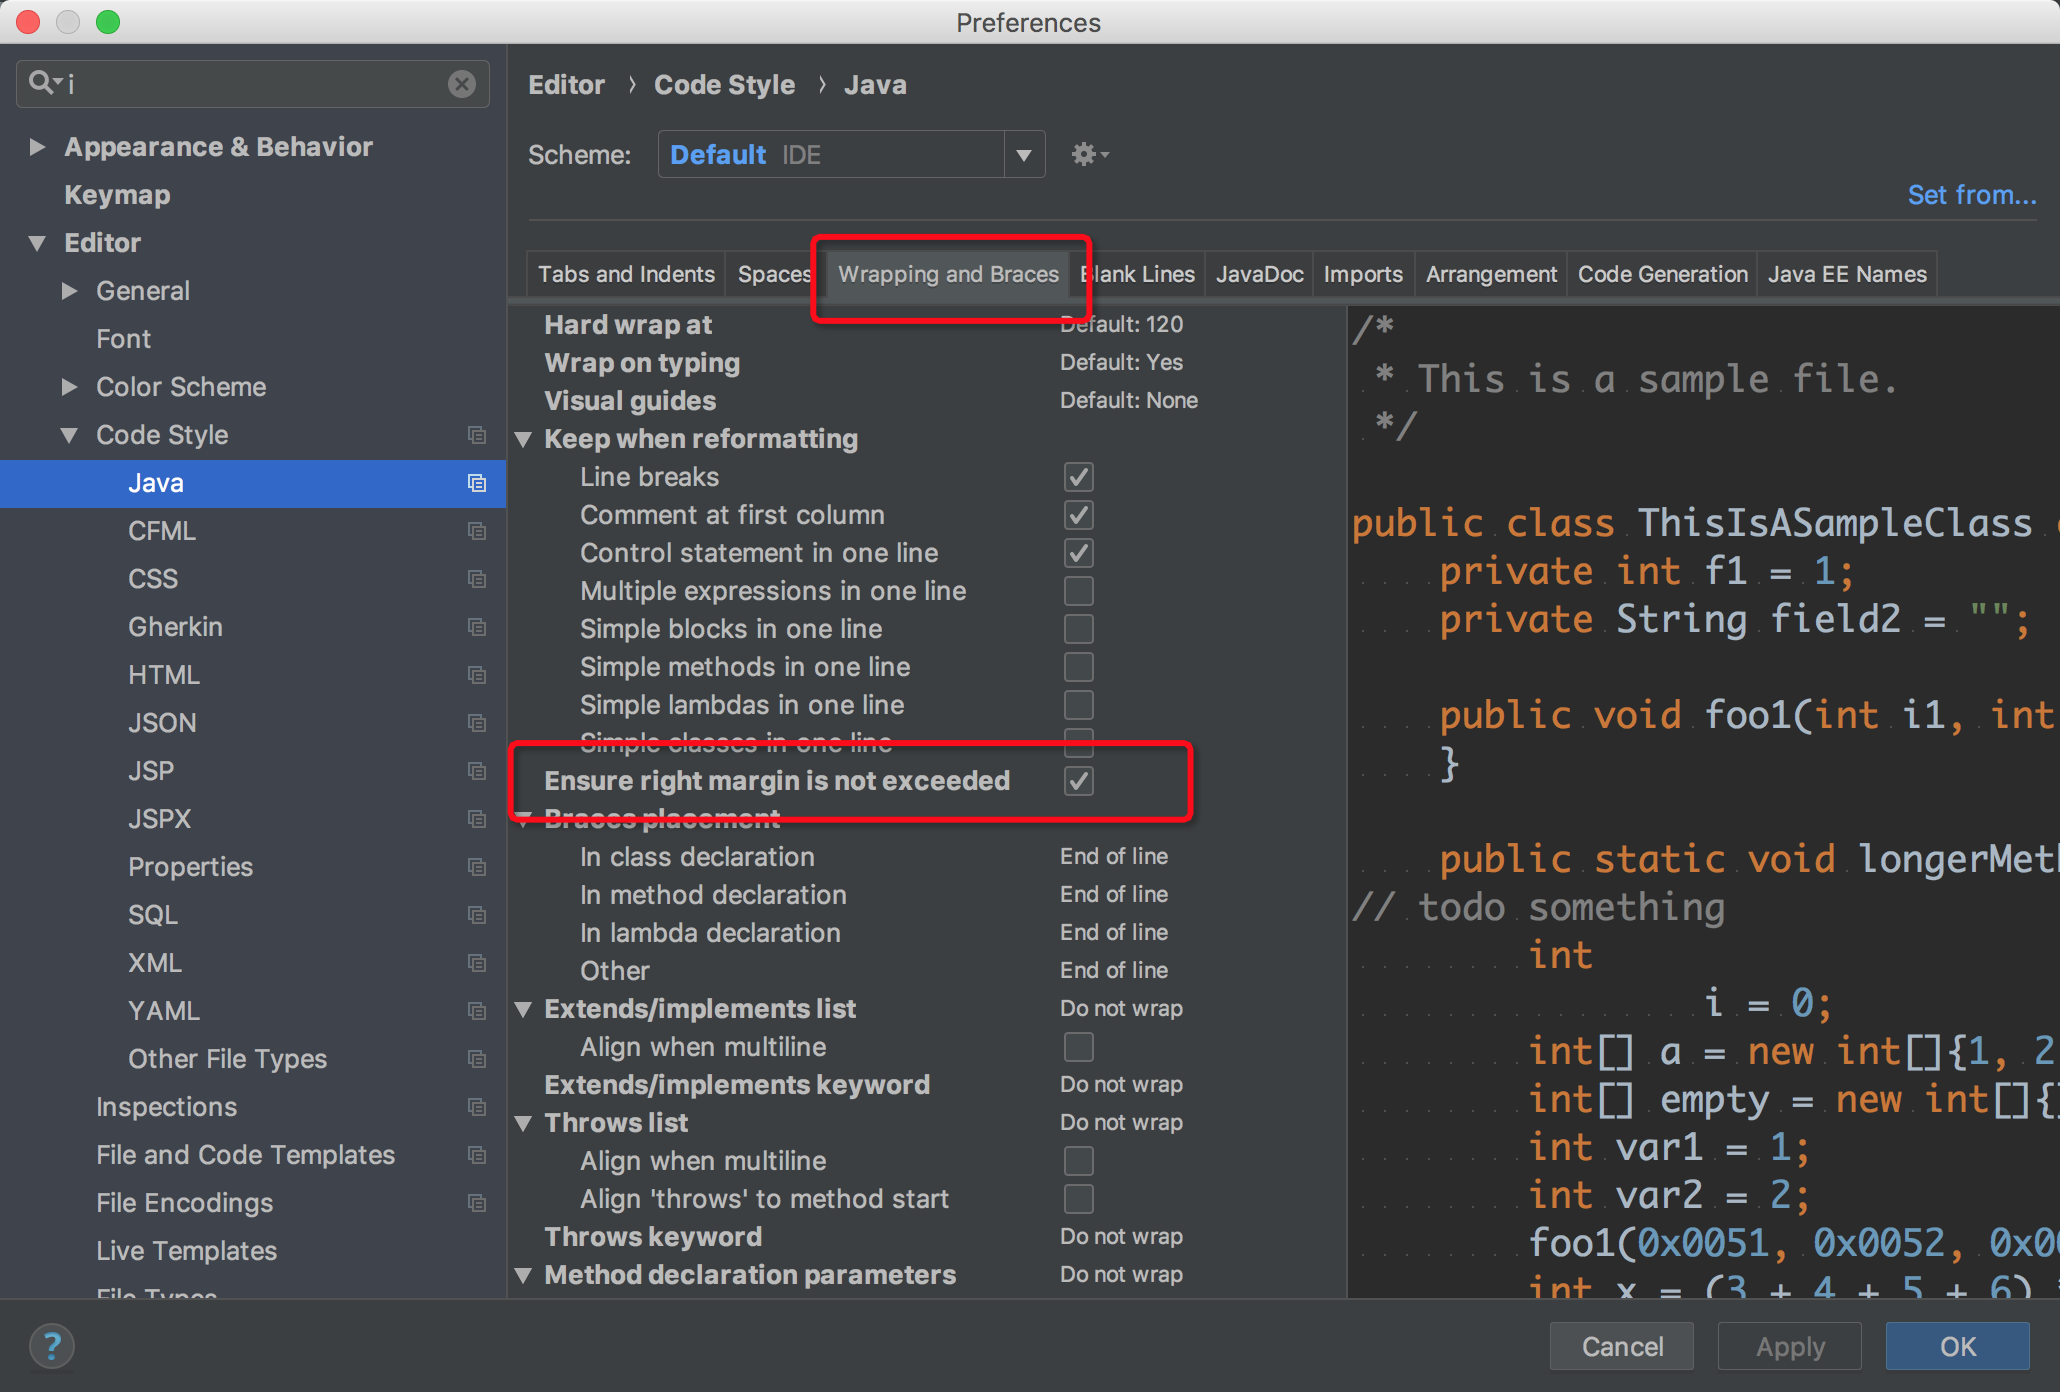 Preferences
i
Appearance & Behavior
Keymap
Editor
General
Font
Color Scheme
Code Style
Java
CFML
CSS
Gherkin
HTML
JSON
JSP
JSPX
Properties
SQL
XML
YAML
Other File Types
Inspections
File and Code Templates
File Encodings
Live Templates
File Types
Editor › Code Style › Java
Scheme: Default IDE
Set from...
Tabs and Indents Spaces Wrapping and Braces Blank Lines JavaDoc Imports Arrangement Code Generation Java EE Names
Hard wrap at Default: 120
Wrap on typing Default: Yes
Visual guides Default: None
Keep when reformatting
Line breaks
Comment at first column
Control statement in one line
Multiple expressions in one line
Simple blocks in one line
Simple methods in one line
Simple lambdas in one line
Simple classes in one line
Ensure right margin is not exceeded
Braces placement
In class declaration End of line
In method declaration End of line
In lambda declaration End of line
Other End of line
Extends/implements list Do not wrap
Align when multiline
Extends/implements keyword Do not wrap
Throws list Do not wrap
Align when multiline
Align 'throws' to method start
Throws keyword Do not wrap
Method declaration parameters Do not wrap
/*
* This is a sample file.
*/
public class ThisIsASampleClass
private int f1 = 1;
private String field2 = "";
public void foo1(int i1, int
}
public static void longerMeth
// todo something
int
i = 0;
int[] a = new int[]{1, 2
int[] empty = new int[]{
int var1 = 1;
int var2 = 2;
foo1(0x0051, 0x0052, 0x00
int x = (3 + 4 + 5 + 6)
?
Cancel
Apply
OK